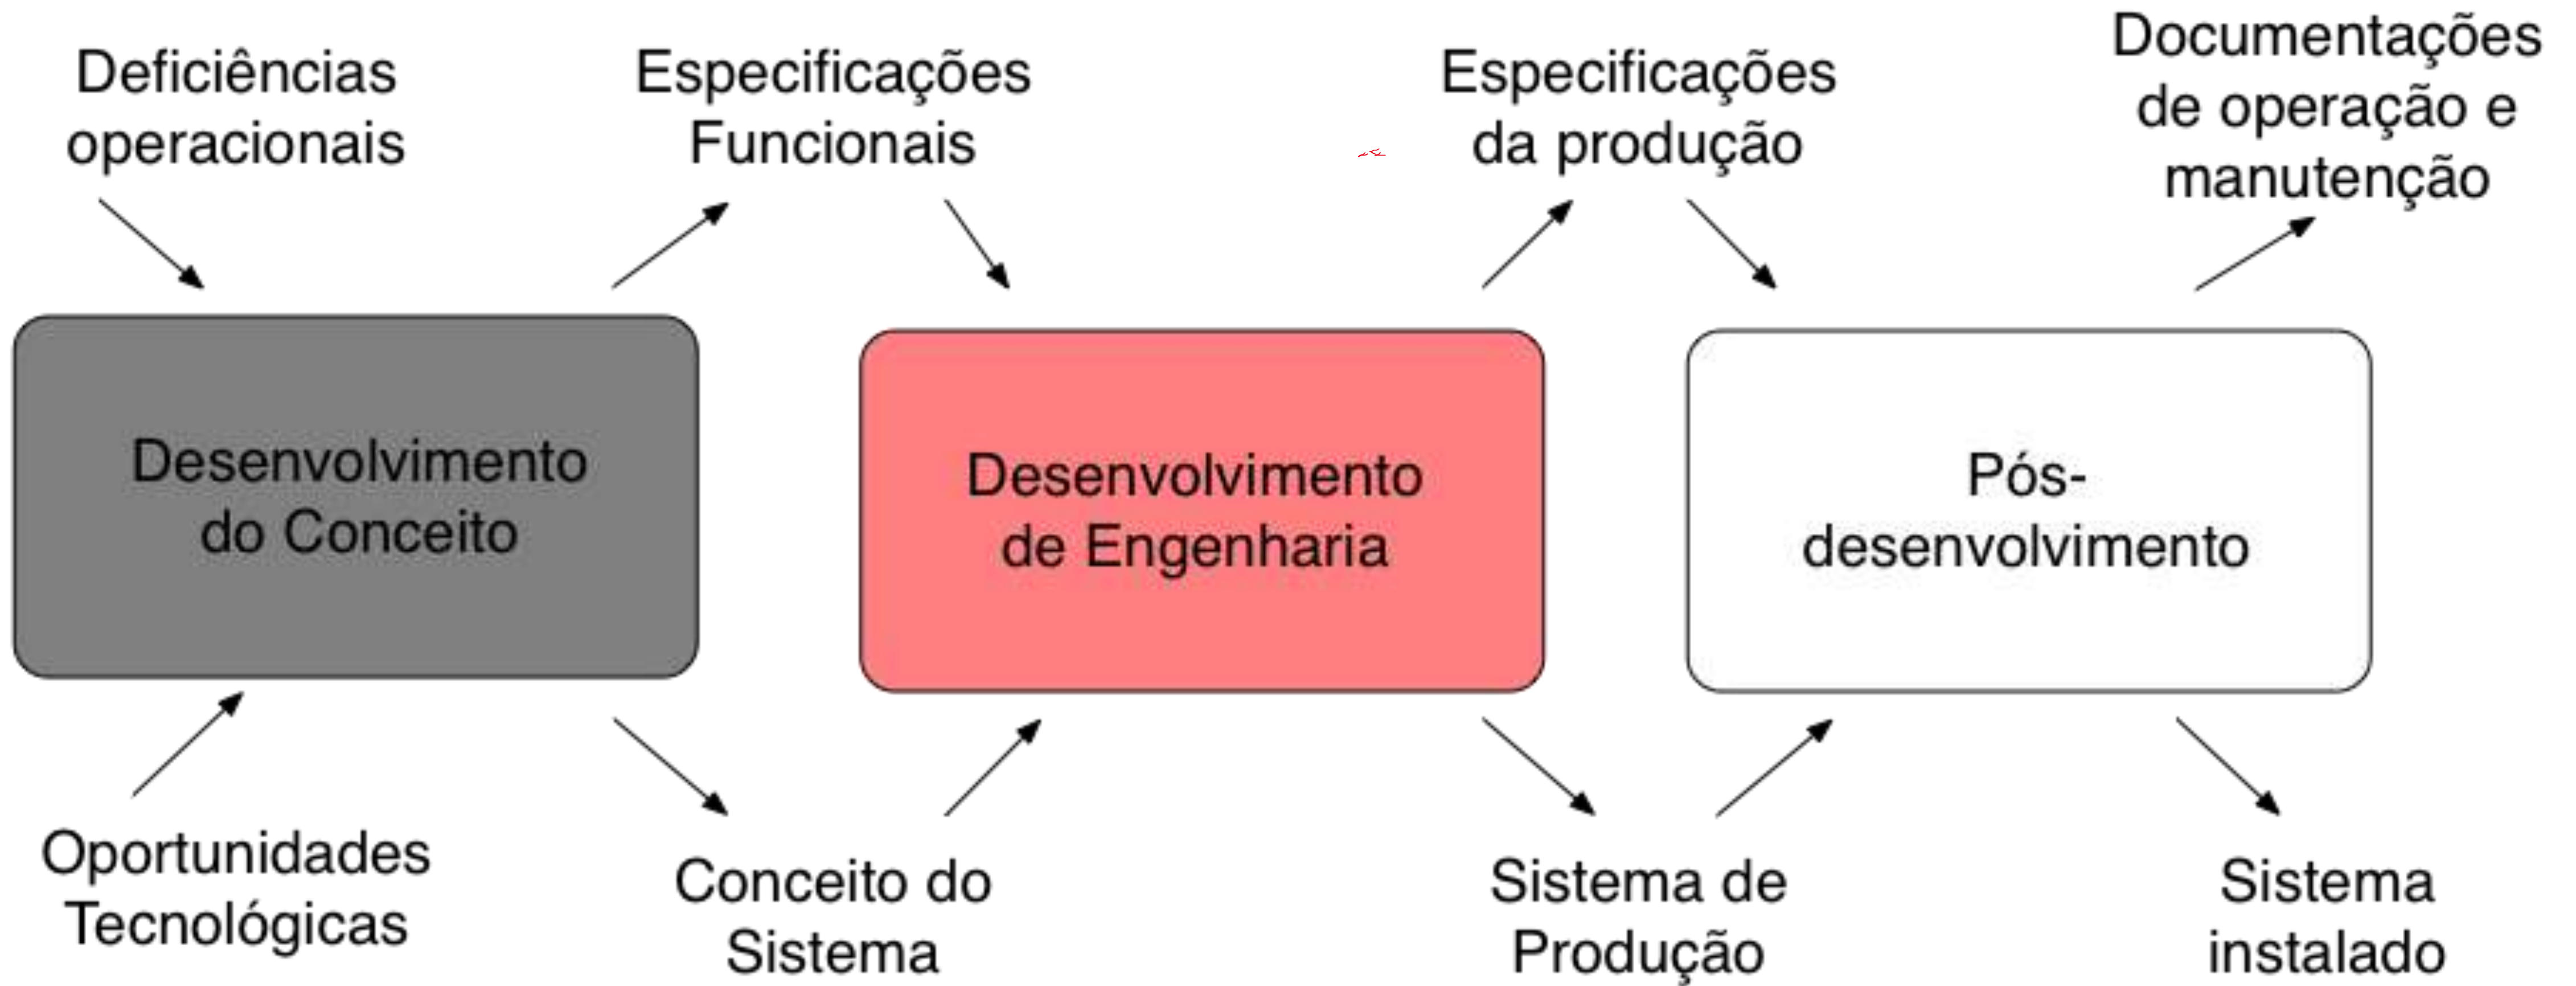 Deficiências
operacionais
Especificações
Funcionais
Especificações
da produção
Documentações
de operação e
manutenção
Desenvolvimento
do Conceito
Desenvolvimento
de Engenharia
Pós-
desenvolvimento
Oportunidades
Tecnológicas
Conceito do
Sistema
Sistema de
Produção
Sistema
instalado